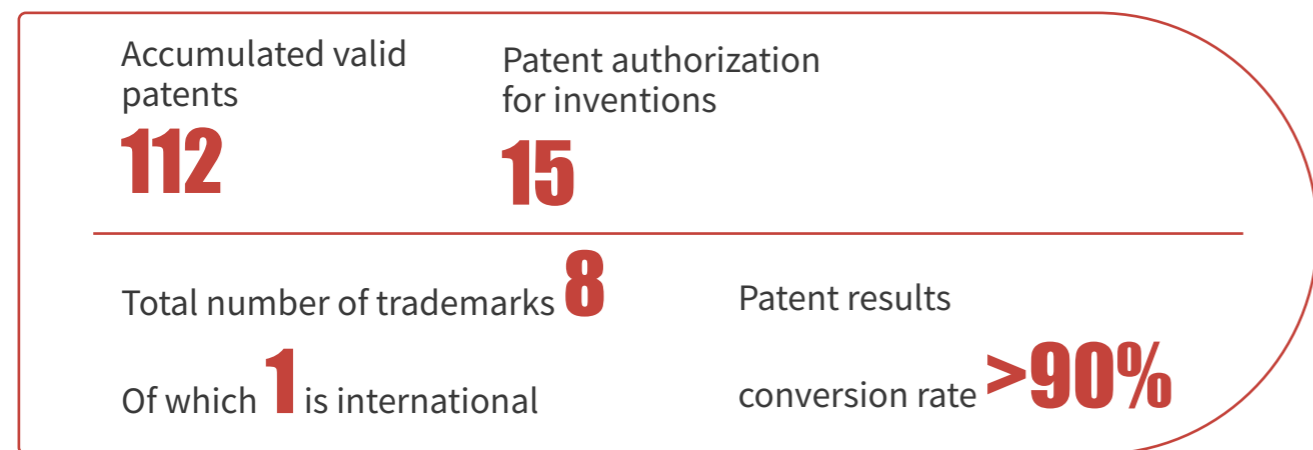 Accumulated valid
patents
112
Patent authorization
for inventions
15
Total number of trademarks 8
Of which 1 is international
Patent results
conversion rate >90%